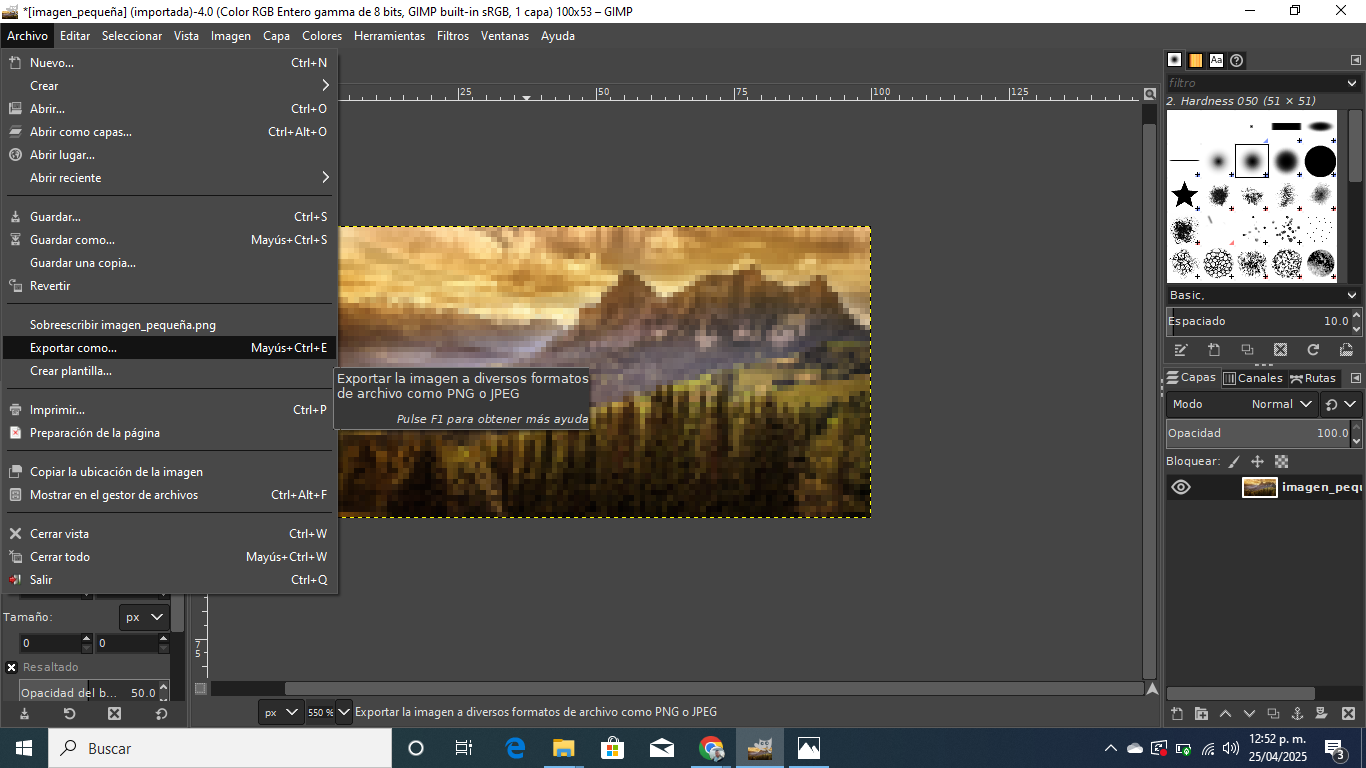 *[imagen_pequeña] (importada)-4.0 (Color RGB Entero gamma de 8 bits, GIMP built-in sRGB, 1 capa) 100x53 – GIMP
Archivo Editar Seleccionar Vista Imagen Capa Colores Herramientas Filtros Ventanas Ayuda
Nuevo... Ctrl+N
Crear
Abrir... Ctrl+O
Abrir como capas... Ctrl+Alt+O
Abrir lugar...
Abrir reciente
Guardar... Ctrl+S
Guardar como... Mayús+Ctrl+S
Guardar una copia...
Revertir
Sobreescribir imagen_pequeña.png
Exportar como... Mayús+Ctrl+E
Crear plantilla...
Imprimir... Ctrl+P
Preparación de la página
Copiar la ubicación de la imagen
Mostrar en el gestor de archivos Ctrl+Alt+F
Cerrar vista Ctrl+W
Cerrar todo Mayús+Ctrl+W
Salir Ctrl+Q
Exportar la imagen a diversos formatos
de archivo como PNG o JPEG
Pulse F1 para obtener más ayuda
25 50 75 100 125
75
Tamaño: px
0 0
Resaltado
Opacidad del b... 50.0
px 550 % Exportar la imagen a diversos formatos de archivo como PNG o JPEG
Aa
filtro
2. Hardness 050 (51 × 51)
Basic,
Espaciado 10.0
Capas Canales Rutas
Modo Normal
Opacidad 100.0
Bloquear:
imagen_pequ
Buscar
12:52 p. m.
25/04/2025
3